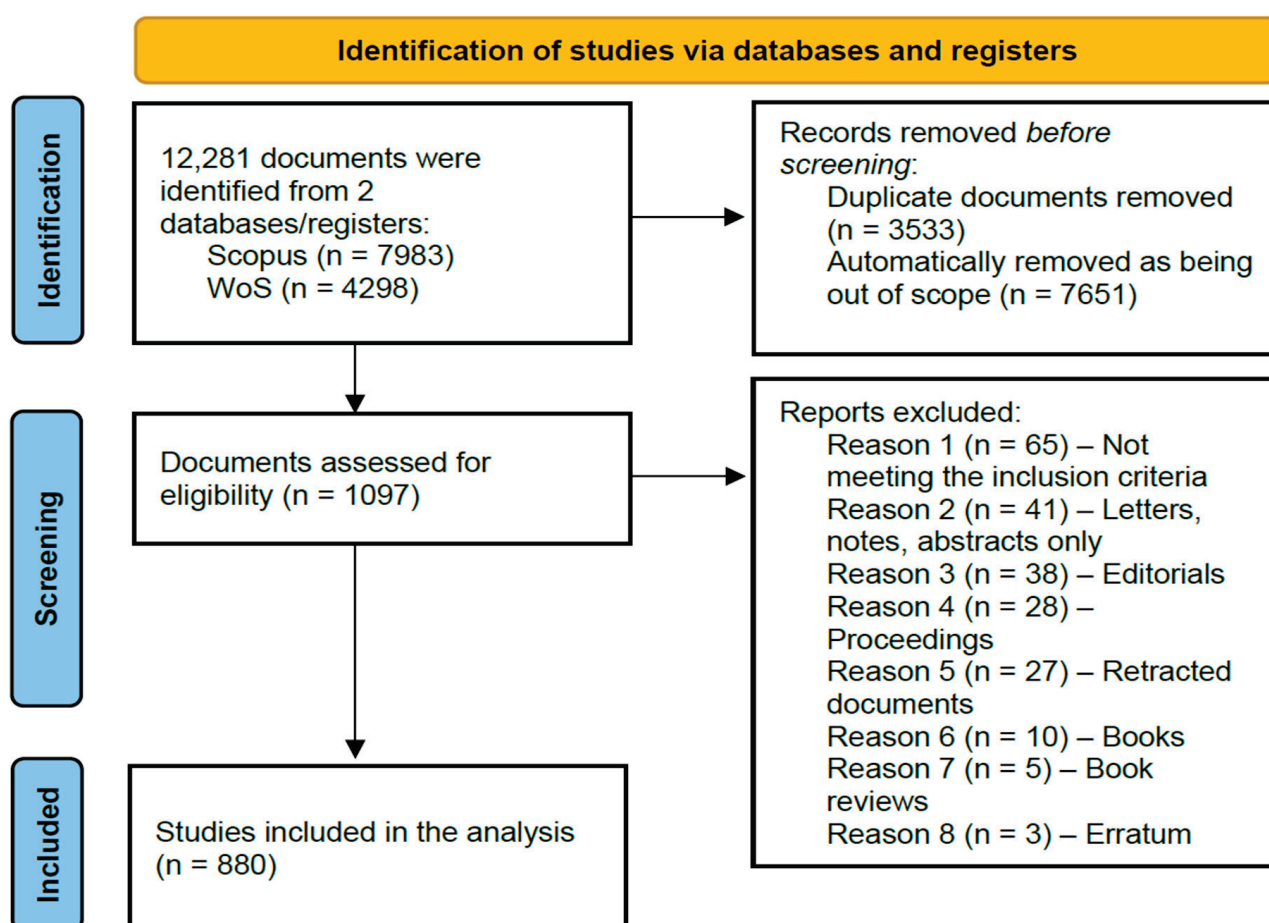 Identification of studies via databases and registers
Identification
12,281 documents were
identified from 2
databases/registers:
Scopus (n = 7983)
WoS (n = 4298)
Records removed before
screening:
Duplicate documents removed
(n = 3533)
Automatically removed as being
out of scope (n = 7651)
Screening
Documents assessed for
eligibility (n = 1097)
Reports excluded:
Reason 1 (n = 65) – Not
meeting the inclusion criteria
Reason 2 (n = 41) – Letters,
notes, abstracts only
Reason 3 (n = 38) – Editorials
Reason 4 (n = 28) –
Proceedings
Reason 5 (n = 27) – Retracted
documents
Reason 6 (n = 10) – Books
Reason 7 (n = 5) – Book
reviews
Reason 8 (n = 3) – Erratum
Included
Studies included in the analysis
(n = 880)